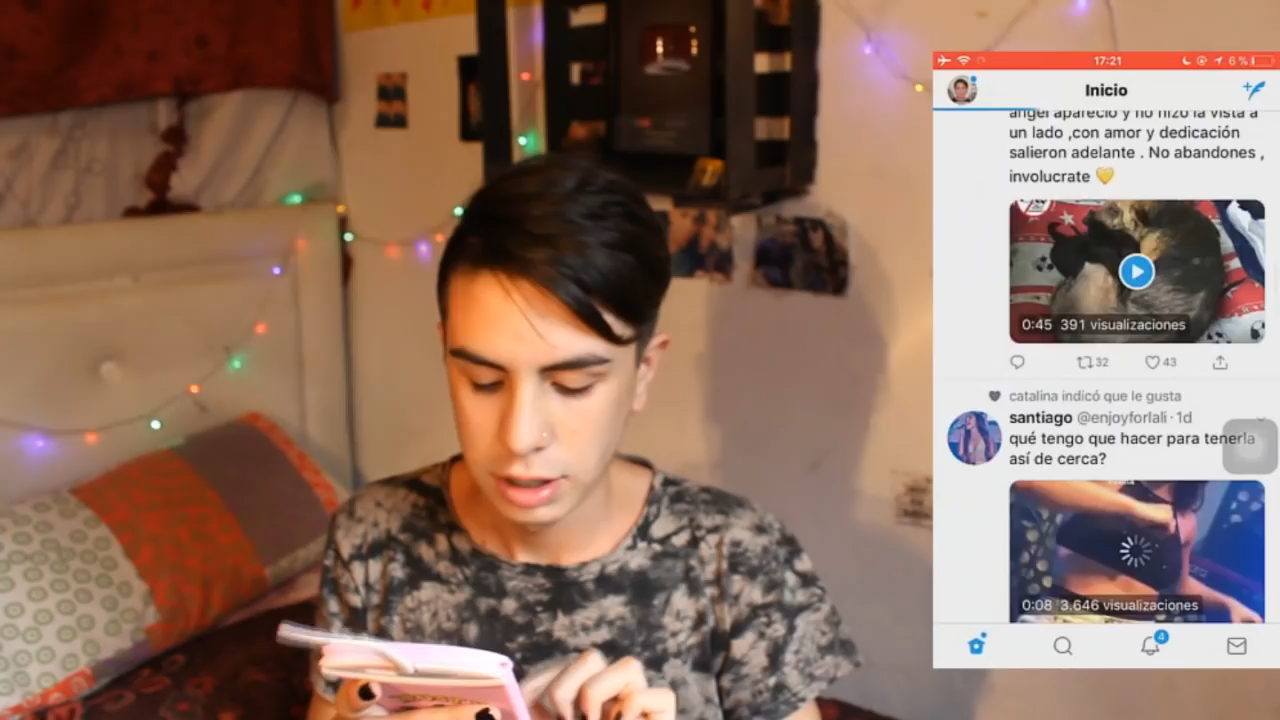 17:21
6 %
Inicio
angel apareció y no hizo la vista a
un lado ,con amor y dedicación
salieron adelante . No abandones ,
involucrate 💛
0:45 391 visualizaciones
32
43
catalina indicó que le gusta
santiago @enjoyforlali · 1d
qué tengo que hacer para tenerla
así de cerca?
0:08 3.646 visualizaciones
4